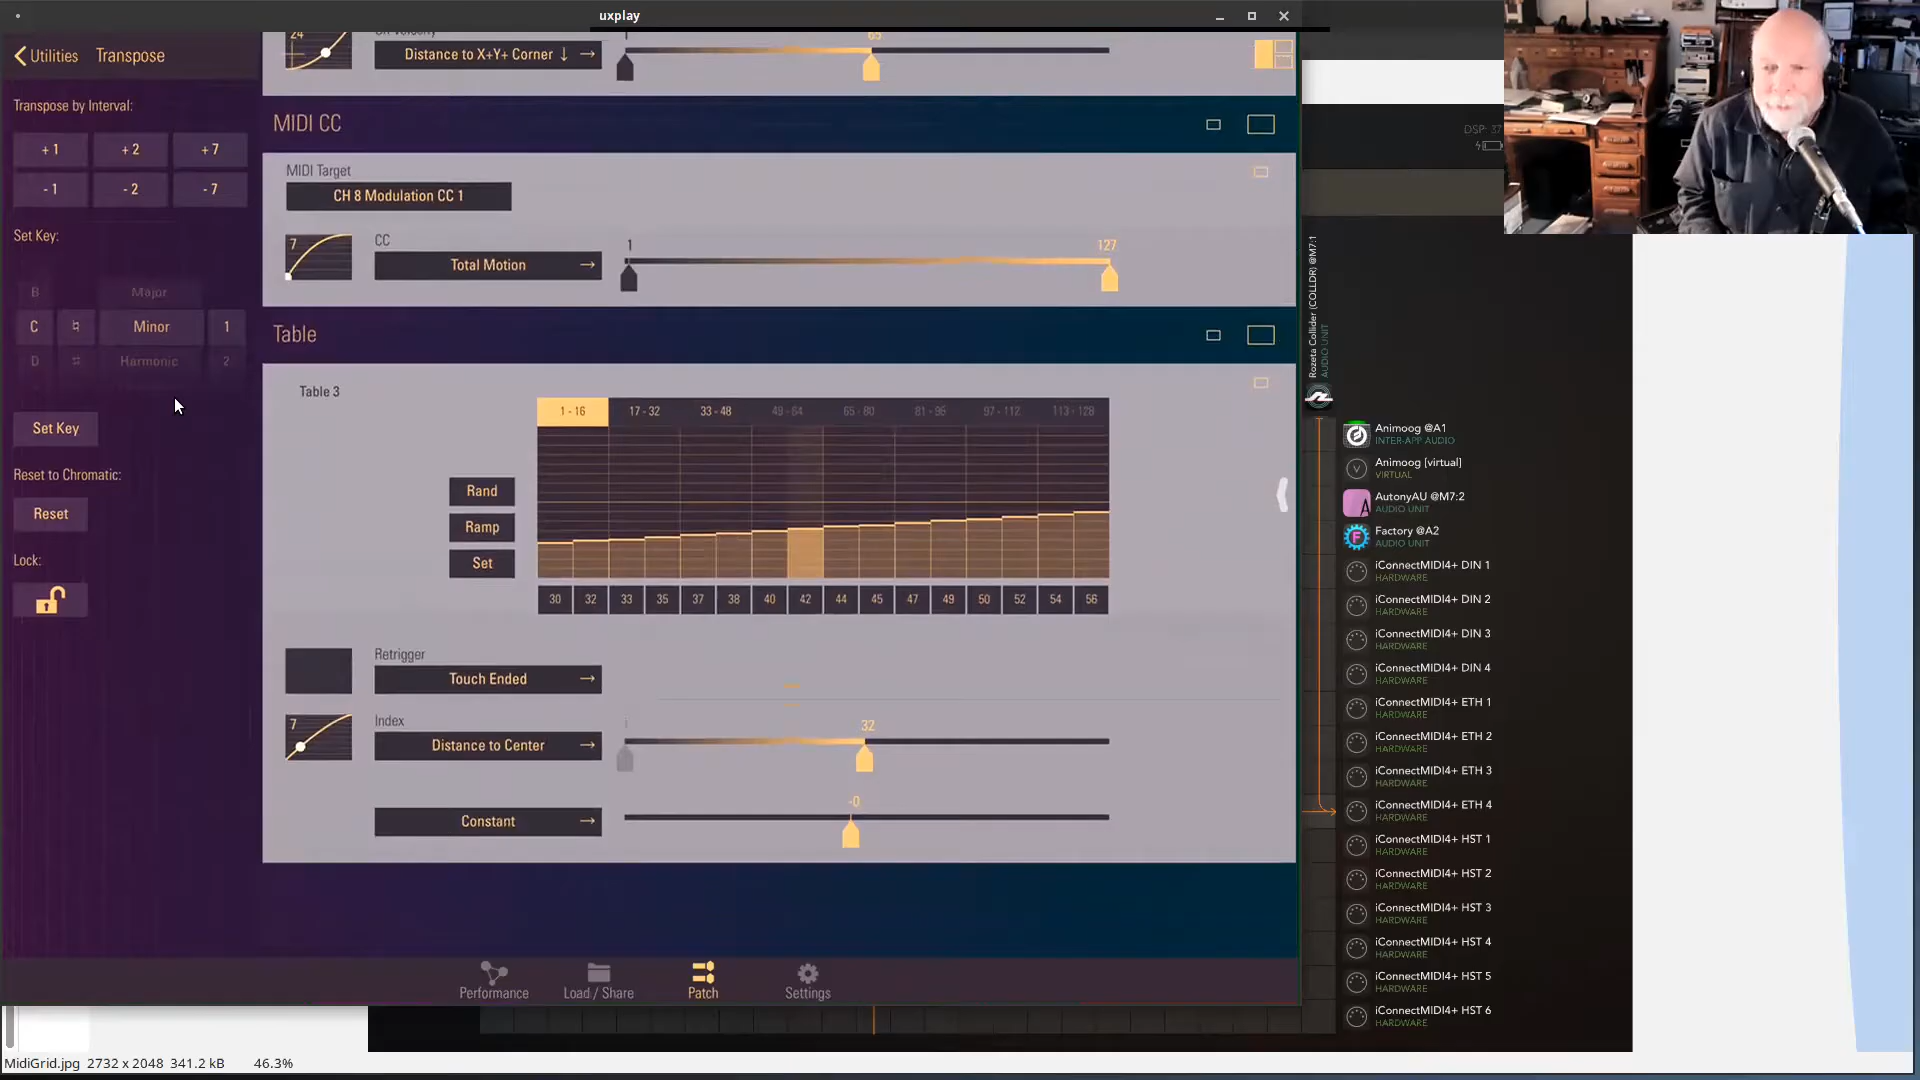 uxplay
Utilities
Transpose
Transpose by Interval:
+ 1
+ 2
+ 7
- 1
- 2
- 7
Set Key:
B
Major
C
♮
Minor
1
D
♯
Harmonic
2
Set Key
Reset to Chromatic:
Reset
Lock:
24
Distance to X+Y+ Corner ↓ →
1
65
MIDI CC
MIDI Target
CH 8 Modulation CC 1
7
CC
Total Motion →
1
127
Table
Table 3
1 - 16
17 - 32
33 - 48
49 - 64
65 - 80
81 - 96
97 - 112
113 - 128
Rand
Ramp
Set
30 32 33 35 37 38 40 42 44 45 47 49 50 52 54 56
Retrigger
Touch Ended →
7
Index
Distance to Center →
32
Constant →
-0
Performance
Load / Share
Patch
Settings
DSP: 37
Rozeta Collider (COLLDR) @M7:1
AUDIO UNIT
Animoog @A1
INTER-APP AUDIO
Animoog [virtual]
VIRTUAL
AutonyAU @M7:2
AUDIO UNIT
Factory @A2
AUDIO UNIT
iConnectMIDI4+ DIN 1
HARDWARE
iConnectMIDI4+ DIN 2
HARDWARE
iConnectMIDI4+ DIN 3
HARDWARE
iConnectMIDI4+ DIN 4
HARDWARE
iConnectMIDI4+ ETH 1
HARDWARE
iConnectMIDI4+ ETH 2
HARDWARE
iConnectMIDI4+ ETH 3
HARDWARE
iConnectMIDI4+ ETH 4
HARDWARE
iConnectMIDI4+ HST 1
HARDWARE
iConnectMIDI4+ HST 2
HARDWARE
iConnectMIDI4+ HST 3
HARDWARE
iConnectMIDI4+ HST 4
HARDWARE
iConnectMIDI4+ HST 5
HARDWARE
iConnectMIDI4+ HST 6
HARDWARE
MidiGrid.jpg 2732 x 2048 341.2 kB 46.3%